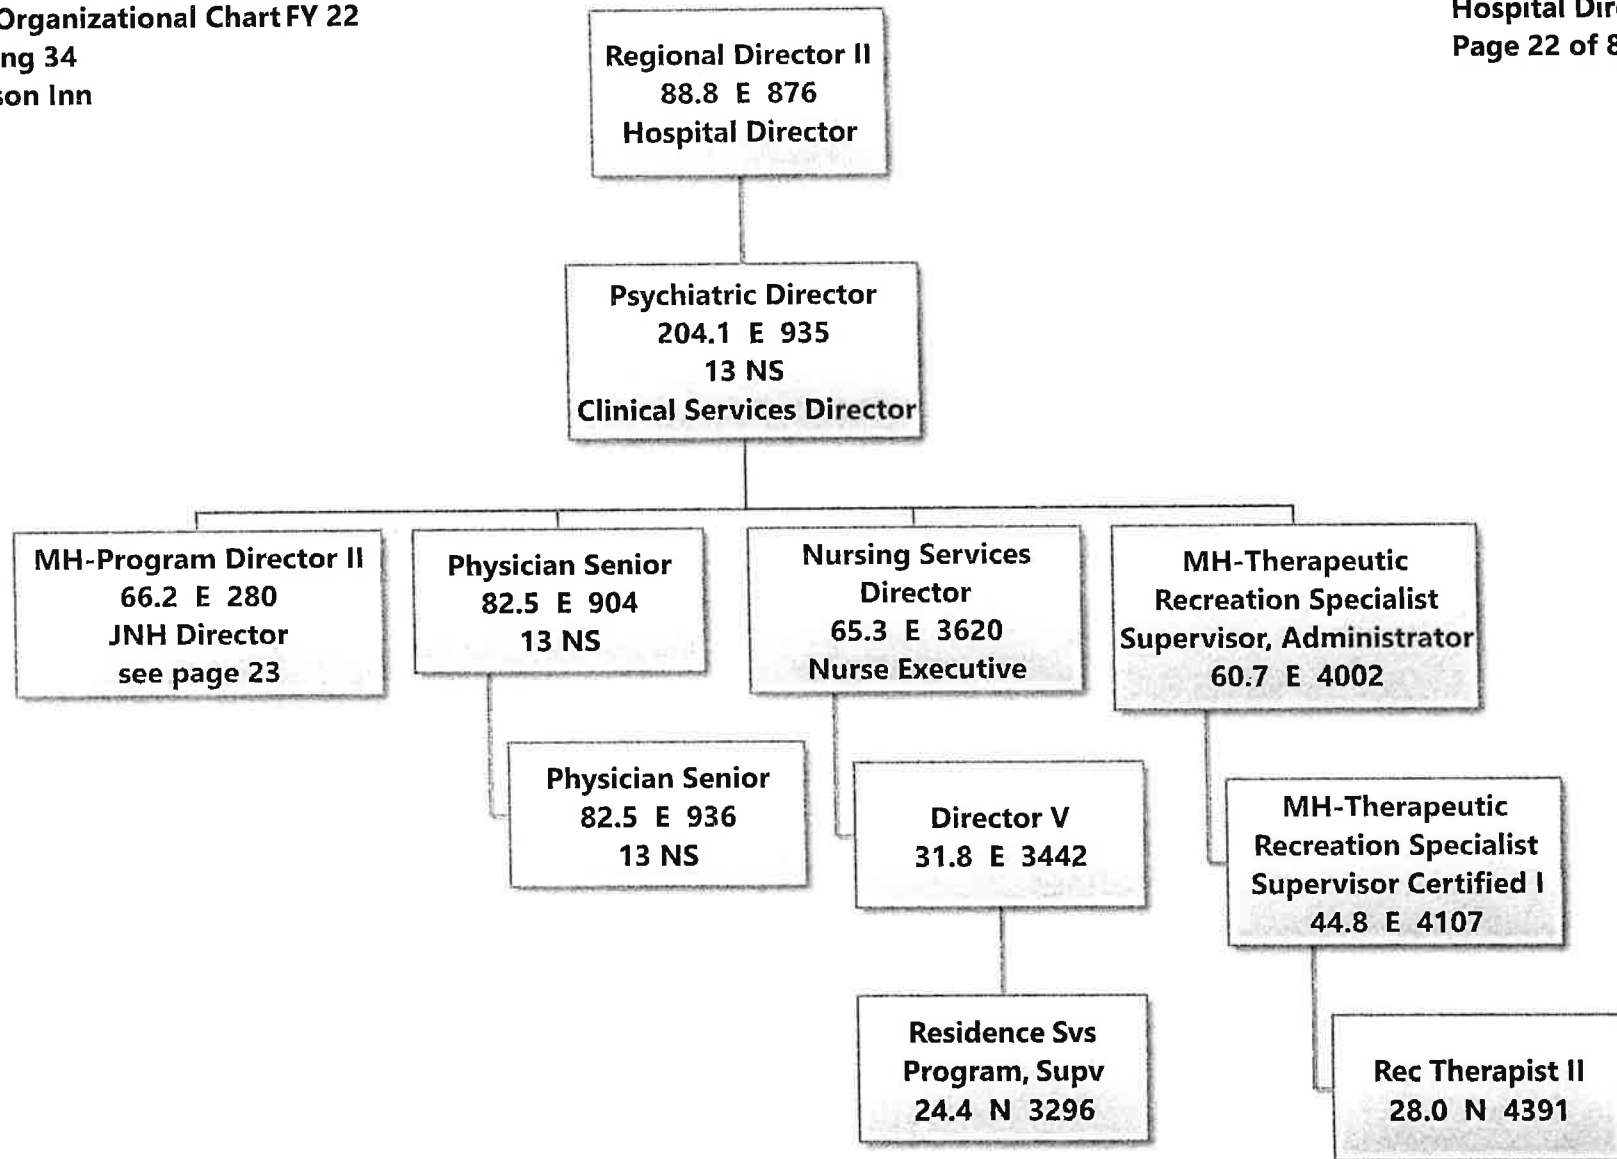 Organizational Chart FY 22
ng 34
son Inn
Hospital Dir
Page 22 of 8
Regional Director II
88.8 E 876
Hospital Director
Psychiatric Director
204.1 E 935
13 NS
Clinical Services Director
MH-Program Director II
66.2 E 280
JNH Director
see page 23
Physician Senior
82.5 E 904
13 NS
Nursing Services
Director
65.3 E 3620
Nurse Executive
MH-Therapeutic
Recreation Specialist
Supervisor, Administrator
60.7 E 4002
Physician Senior
82.5 E 936
13 NS
Director V
31.8 E 3442
MH-Therapeutic
Recreation Specialist
Supervisor Certified I
44.8 E 4107
Residence Svs
Program, Supv
24.4 N 3296
Rec Therapist II
28.0 N 4391